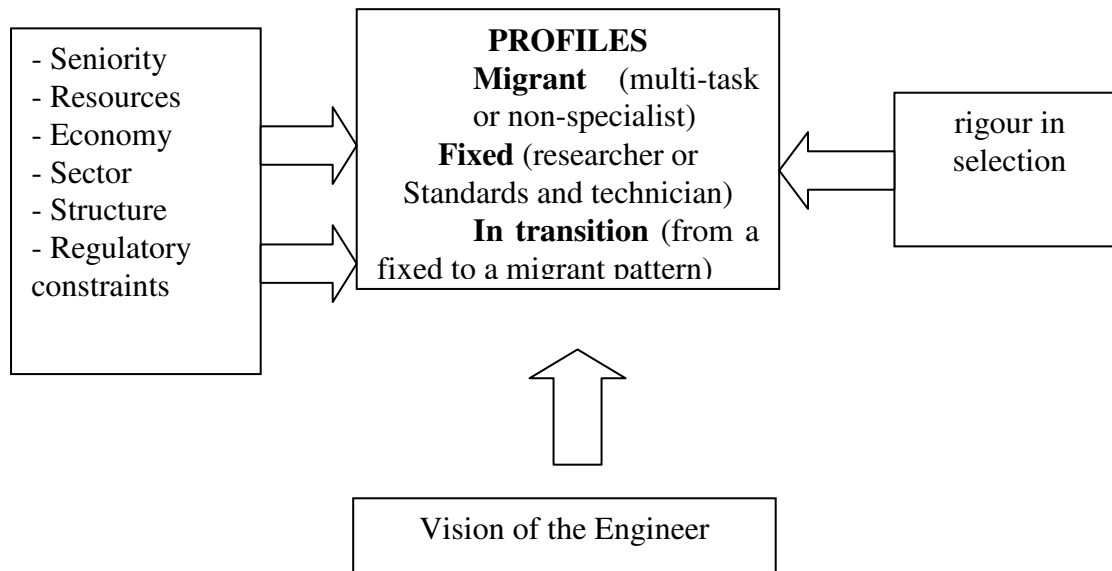 - Seniority
- Resources
- Economy
- Sector
- Structure
- Regulatory
constraints
PROFILES
Migrant (multi-task
or non-specialist)
Fixed (researcher or
Standards and technician)
In transition (from a
fixed to a migrant pattern)
rigour in
selection
Vision of the Engineer